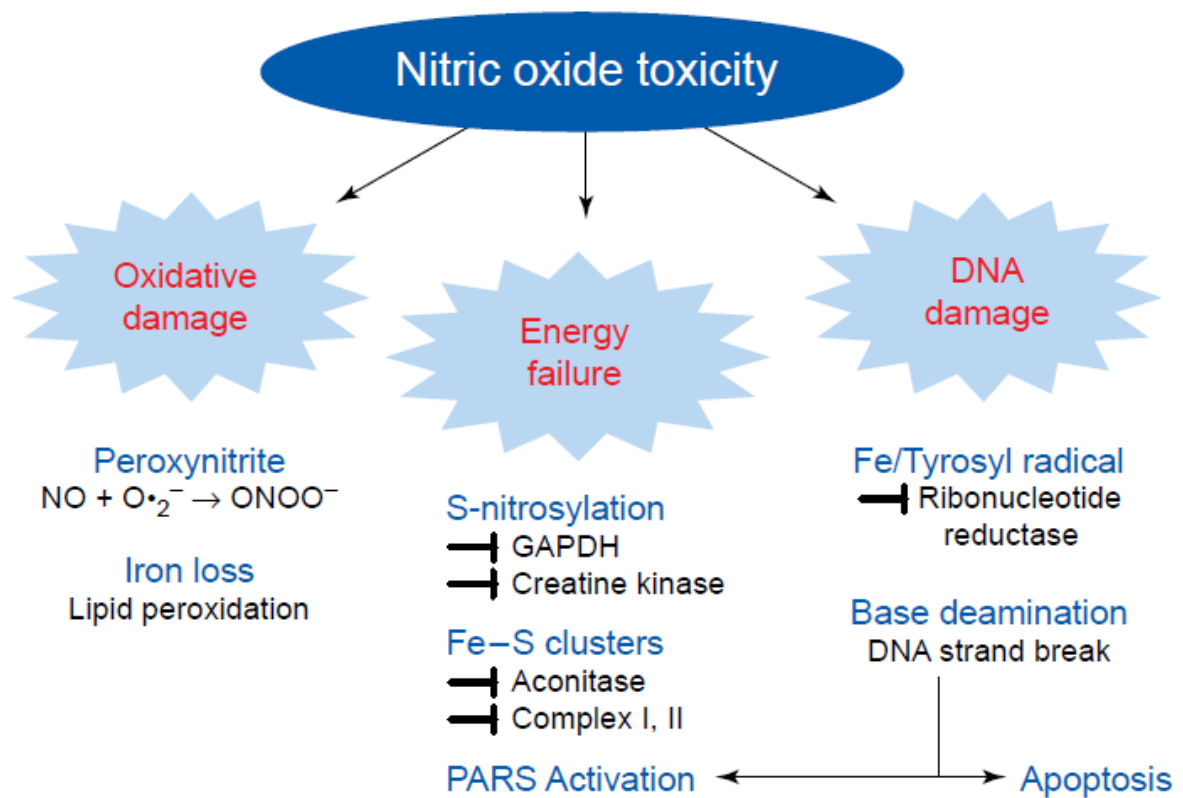 Nitric oxide toxicity
Oxidative
damage
Peroxynitrite
NO + O•₂⁻ → ONOO⁻
Iron loss
Lipid peroxidation
Energy
failure
S-nitrosylation
GAPDH
Creatine kinase
Fe–S clusters
Aconitase
Complex I, II
PARS Activation
DNA
damage
Fe/Tyrosyl radical
Ribonucleotide
reductase
Base deamination
DNA strand break
Apoptosis